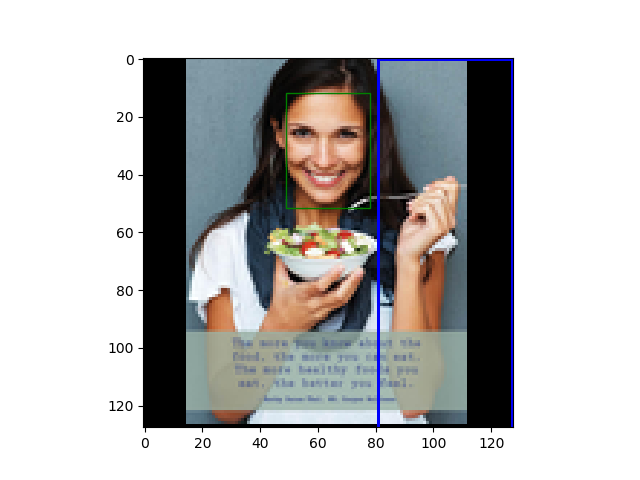 0
20
40
60
80
100
120
The more you know about the
food, the more you can eat.
The more healthy foods you
eat, the better you feel.
0 20 40 60 80 100 120